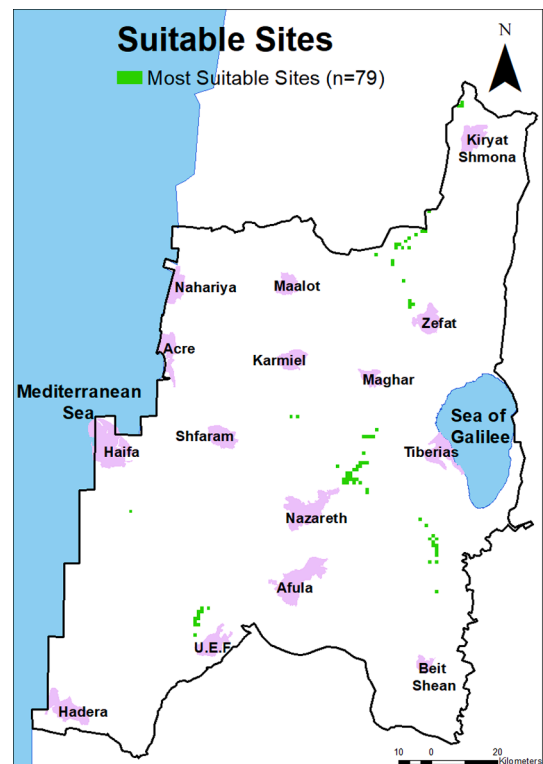 Suitable Sites
Most Suitable Sites (n=79)
N
Kiryat
Shmona
Nahariya
Maalot
Zefat
Acre
Karmiel
Maghar
Mediterranean
Sea
Sea of
Galilee
Shfaram
Haifa
Tiberias
Nazareth
Afula
U.E.F
Beit
Shean
Hadera
10 0 20
Kilometers